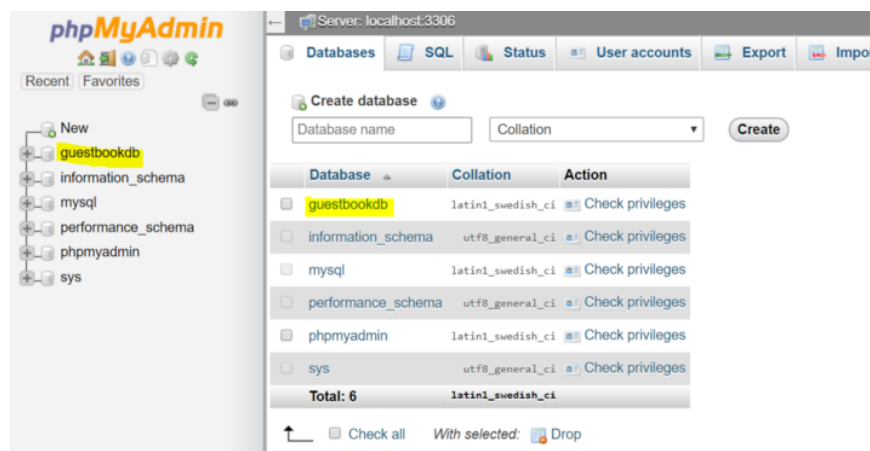 phpMyAdmin
Recent Favorites
New
guestbookdb
information_schema
mysql
performance_schema
phpmyadmin
sys
Server: localhost:3306
Databases SQL Status User accounts Export Impo
Create database
Database name Collation Create
Database Collation Action
guestbookdb latin1_swedish_ci Check privileges
information_schema utf8_general_ci Check privileges
mysql latin1_swedish_ci Check privileges
performance_schema utf8_general_ci Check privileges
phpmyadmin latin1_swedish_ci Check privileges
sys utf8_general_ci Check privileges
Total: 6 latin1_swedish_ci
Check all With selected: Drop